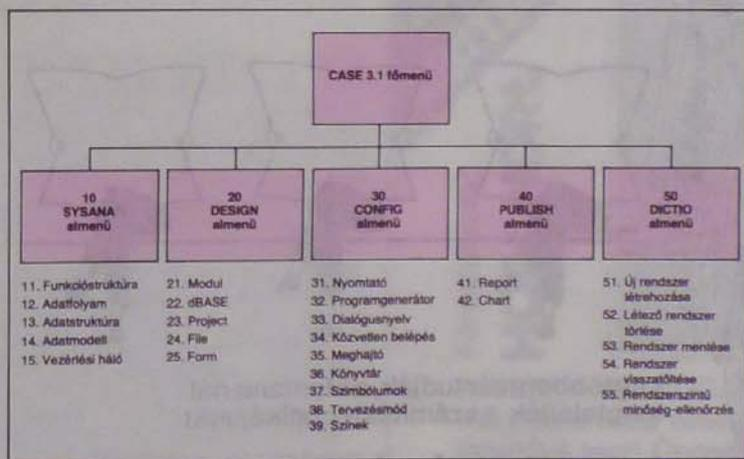 CASE 3.1 főmenü
10
SYSANA
almenü
20
DESIGN
almenü
30
CONFIG
almenü
40
PUBLISH
almenü
50
DICTIO
almenü
11. Funkcióstruktúra
12. Adatfolyam
13. Adatstruktúra
14. Adatmodell
15. Vezérlési háló
21. Modul
22. dBASE
23. Project
24. File
25. Form
31. Nyomtató
32. Programgenerátor
33. Dialógusnyelv
34. Közvetlen belépés
35. Meghajtó
36. Könyvtár
37. Szimbólumok
38. Tervezésmód
39. Színek
41. Report
42. Chart
51. Új rendszer
létrehozása
52. Létező rendszer
törlése
53. Rendszer mentése
54. Rendszer
visszatöltése
55. Rendszerszintű
minőség-ellenőrzés